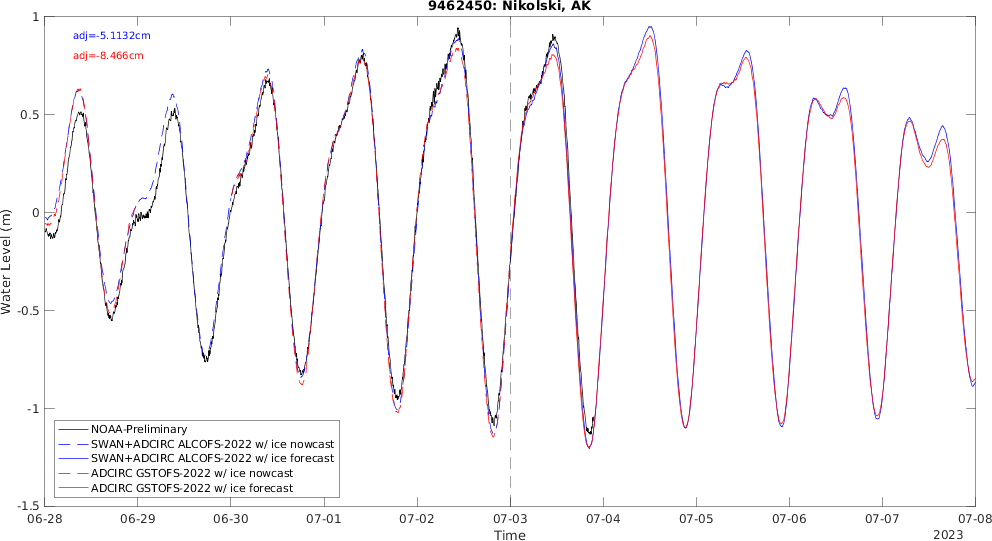 9462450: Nikolski, AK
adj=-5.1132cm
adj=-8.466cm
Water Level (m)
1
0.5
0
-0.5
-1
-1.5
NOAA-Preliminary
SWAN+ADCIRC ALCOFS-2022 w/ ice nowcast
SWAN+ADCIRC ALCOFS-2022 w/ ice forecast
ADCIRC GSTOFS-2022 w/ ice nowcast
ADCIRC GSTOFS-2022 w/ ice forecast
06-28 06-29 06-30 07-01 07-02 07-03 07-04 07-05 07-06 07-07 07-08
Time
2023